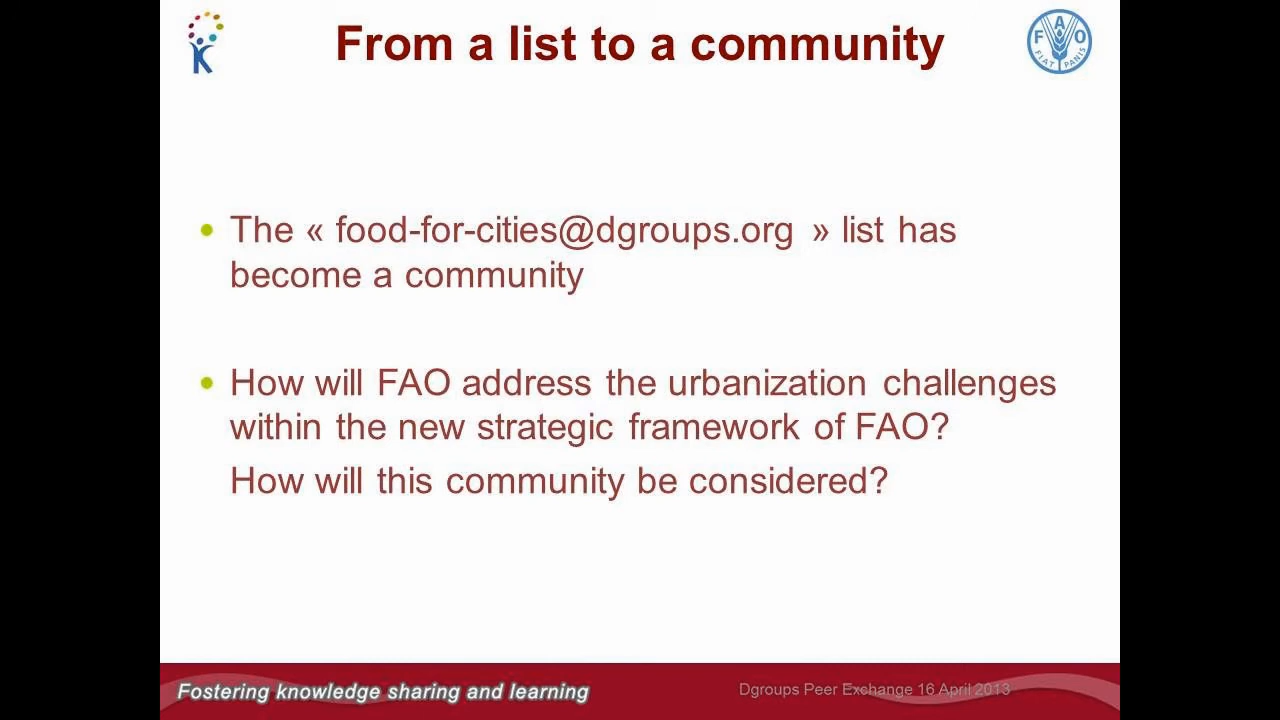 From a list to a community
K
F A O
FIAT PANIS
• The « food-for-cities@dgroups.org » list has
become a community
• How will FAO address the urbanization challenges
within the new strategic framework of FAO?
How will this community be considered?
Fostering knowledge sharing and learning
Dgroups Peer Exchange 16 April 2013